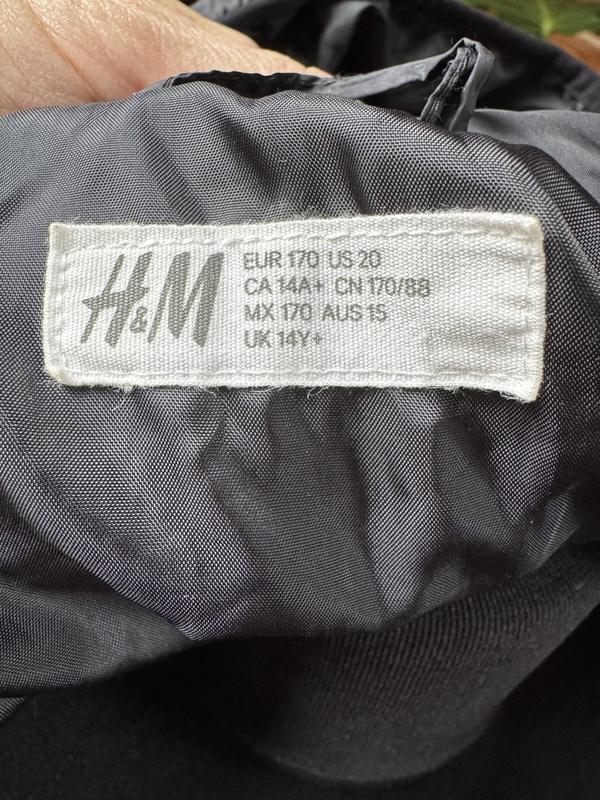 H&M
EUR 170 US 20
CA 14A+ CN 170/88
MX 170 AUS 15
UK 14Y+